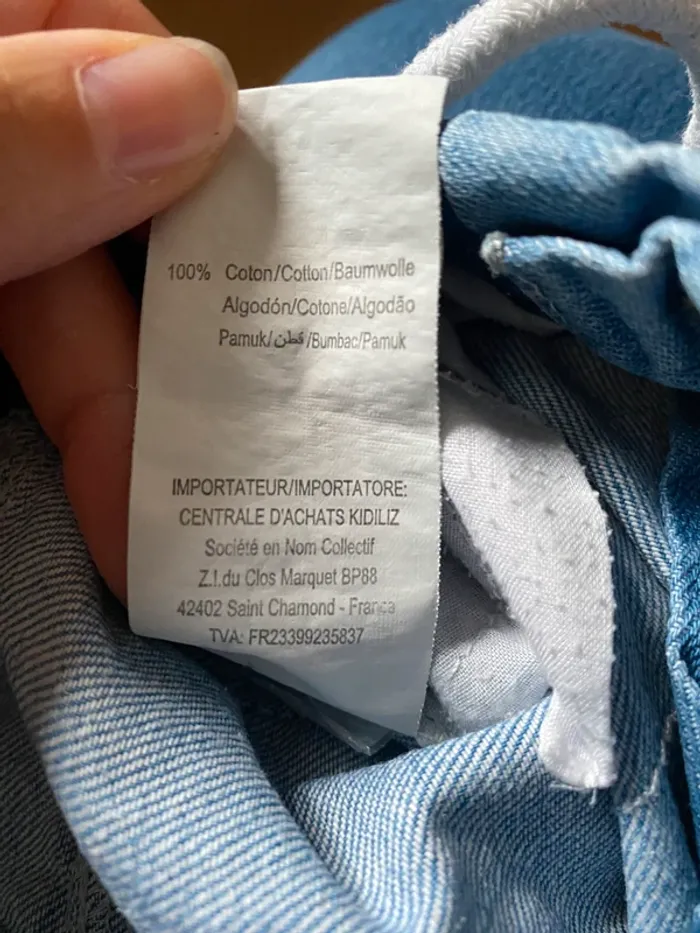 100% Coton/Cotton/Baumwolle
Algodón/Cotone/Algodão
Pamuk/قطن/Bumbac/Pamuk
IMPORTATEUR/IMPORTATORE:
CENTRALE D'ACHATS KIDILIZ
Société en Nom Collectif
Z.I.du Clos Marquet BP88
42402 Saint Chamond - France
TVA: FR23399235837